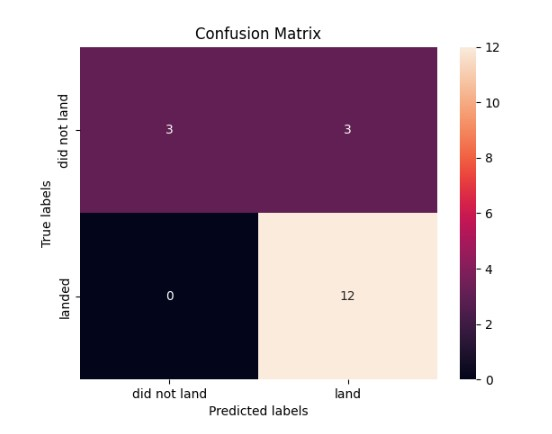 Confusion Matrix
True labels
did not land
landed
3
3
0
12
did not land
land
Predicted labels
12
10
8
6
4
2
0